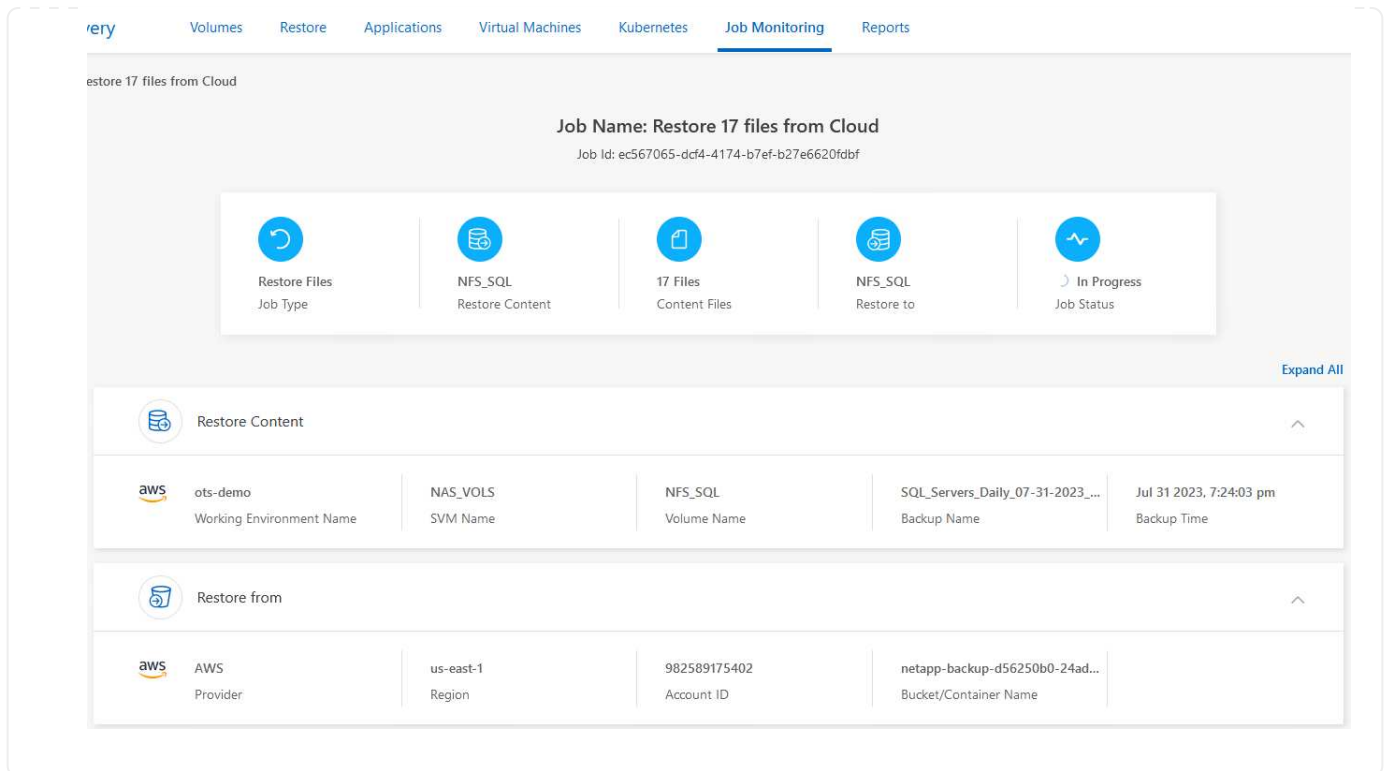 very Volumes Restore Applications Virtual Machines Kubernetes Job Monitoring Reports
estore 17 files from Cloud
Job Name: Restore 17 files from Cloud
Job Id: ec567065-dcf4-4174-b7ef-b27e6620fdbf
Restore Files NFS_SQL 17 Files NFS_SQL In Progress
Job Type Restore Content Content Files Restore to Job Status
Expand All
Restore Content
aws ots-demo NAS_VOLS NFS_SQL SQL_Servers_Daily_07-31-2023_... Jul 31 2023, 7:24:03 pm
Working Environment Name SVM Name Volume Name Backup Name Backup Time
Restore from
aws AWS us-east-1 982589175402 netapp-backup-d56250b0-24ad...
Provider Region Account ID Bucket/Container Name